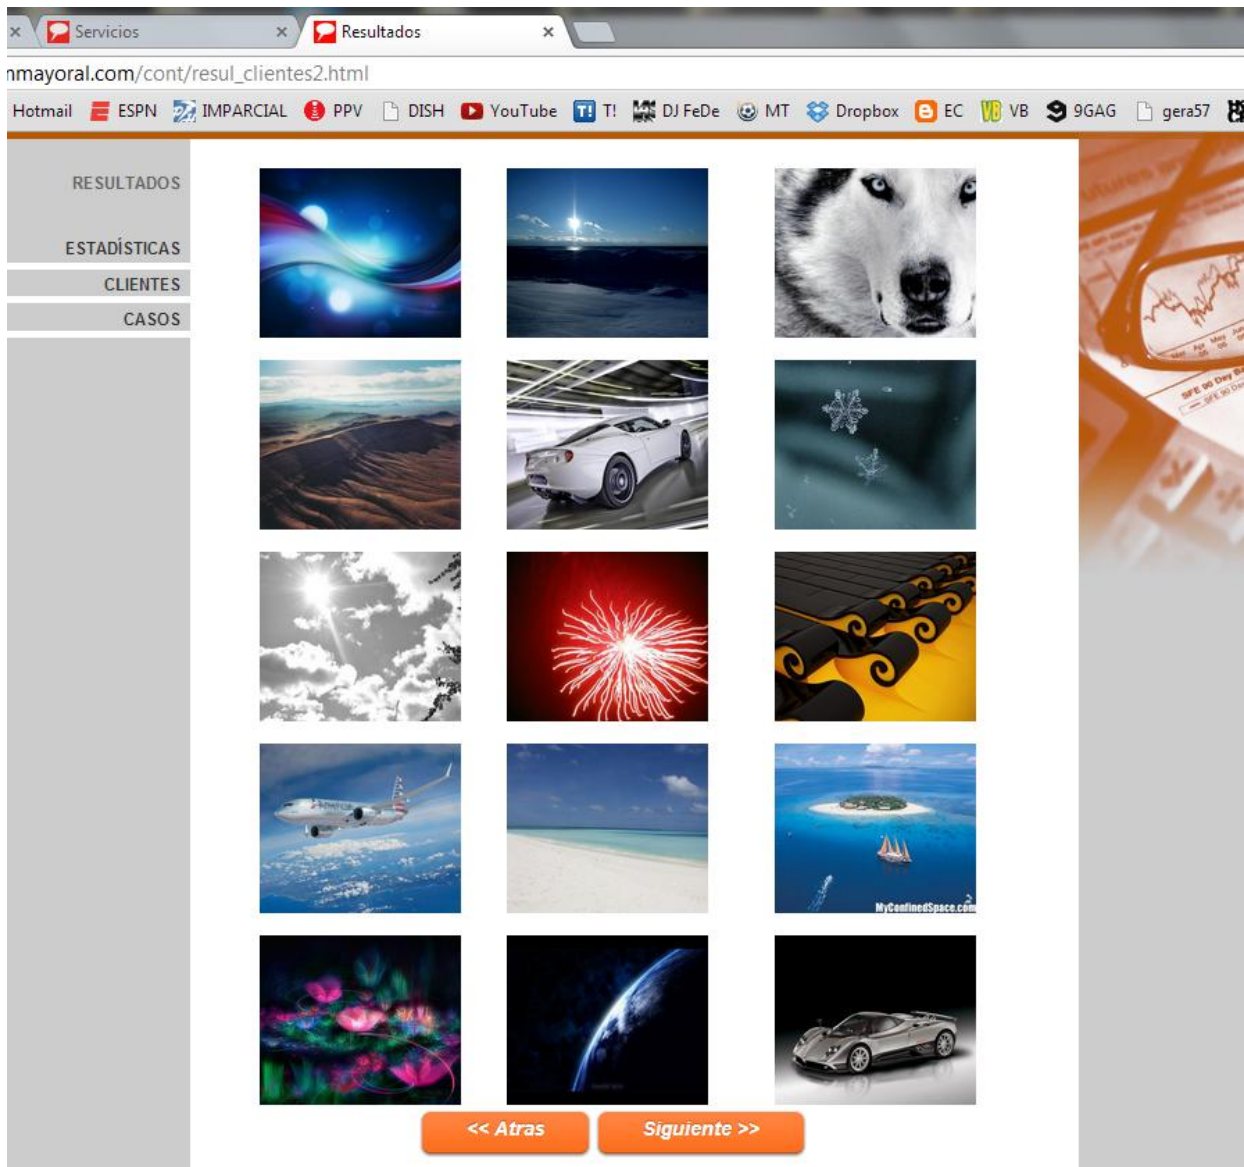 Servicios
Resultados
nmayoral.com/cont/resul_clientes2.html
Hotmail ESPN IMPARCIAL PPV DISH YouTube T! T! DJ FeDe MT Dropbox EC VB VB 9GAG gera57
RESULTADOS
ESTADÍSTICAS
CLIENTES
CASOS
MyConfinedSpace.com
<< Atras
Siguiente >>